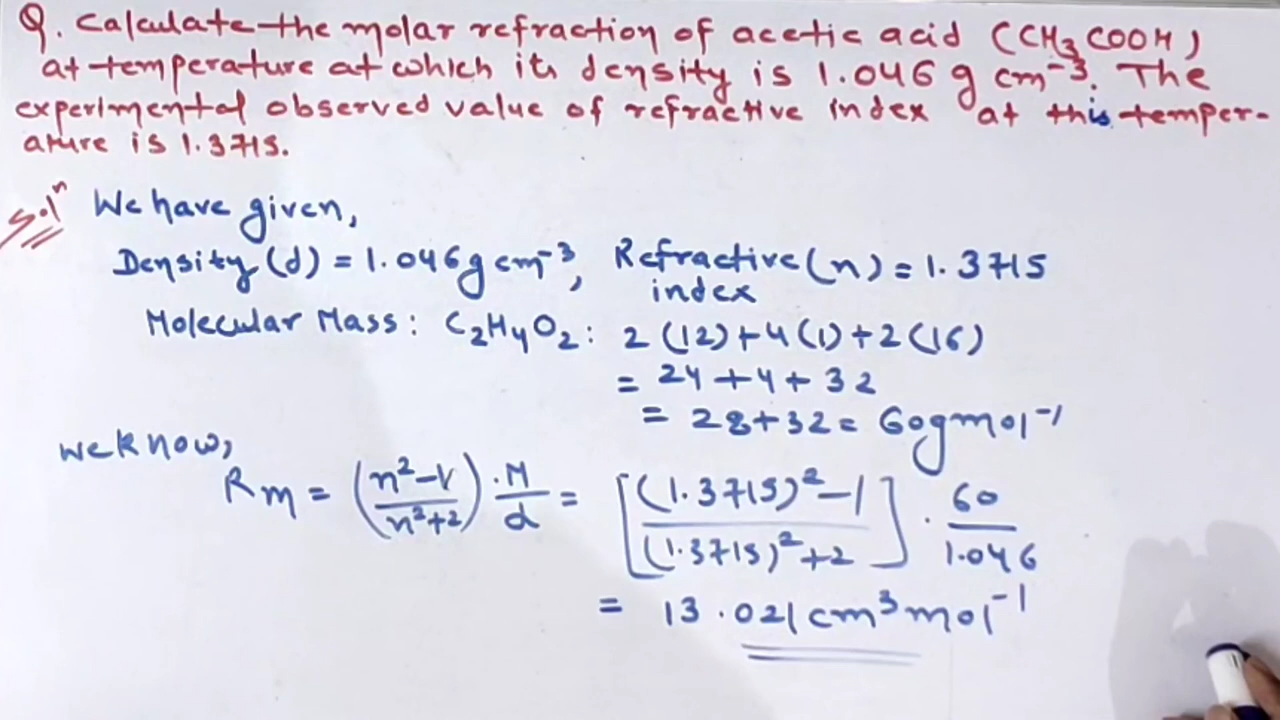 Q. Calculate the molar refraction of acetic acid (CH₃COOH)
at temperature at which its density is 1.046 g cm⁻³. The
experimental observed value of refractive index at this temper-
ature is 1.3715.
Solⁿ We have given,
Density (d) = 1.046 g cm⁻³, Refractive (n) = 1.3715
index
Molecular Mass: C₂H₄O₂: 2(12)+4(1)+2(16)
= 24+4+32
= 28+32 = 60 g mol⁻¹
we know,
Rm = (n²-1/n²+2) · M/d = [(1.3715)²-1/(1.3715)²+2] · 60/1.046
= 13.021 cm³ mol⁻¹